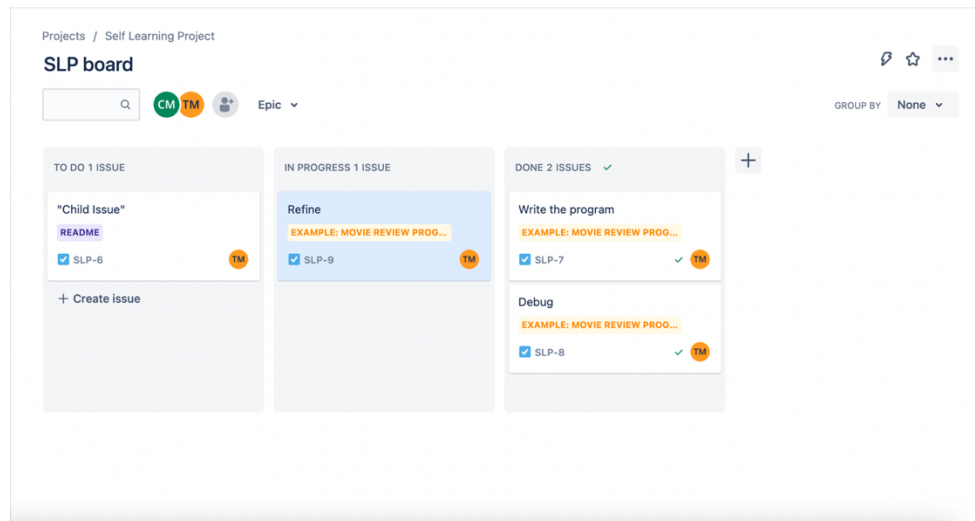 Projects / Self Learning Project
SLP board
CM TM Epic
GROUP BY None
TO DO 1 ISSUE
"Child Issue"
README
SLP-6 TM
+ Create issue
IN PROGRESS 1 ISSUE
Refine
EXAMPLE: MOVIE REVIEW PROG...
SLP-9 TM
DONE 2 ISSUES
Write the program
EXAMPLE: MOVIE REVIEW PROG...
SLP-7 TM
Debug
EXAMPLE: MOVIE REVIEW PROG...
SLP-8 TM